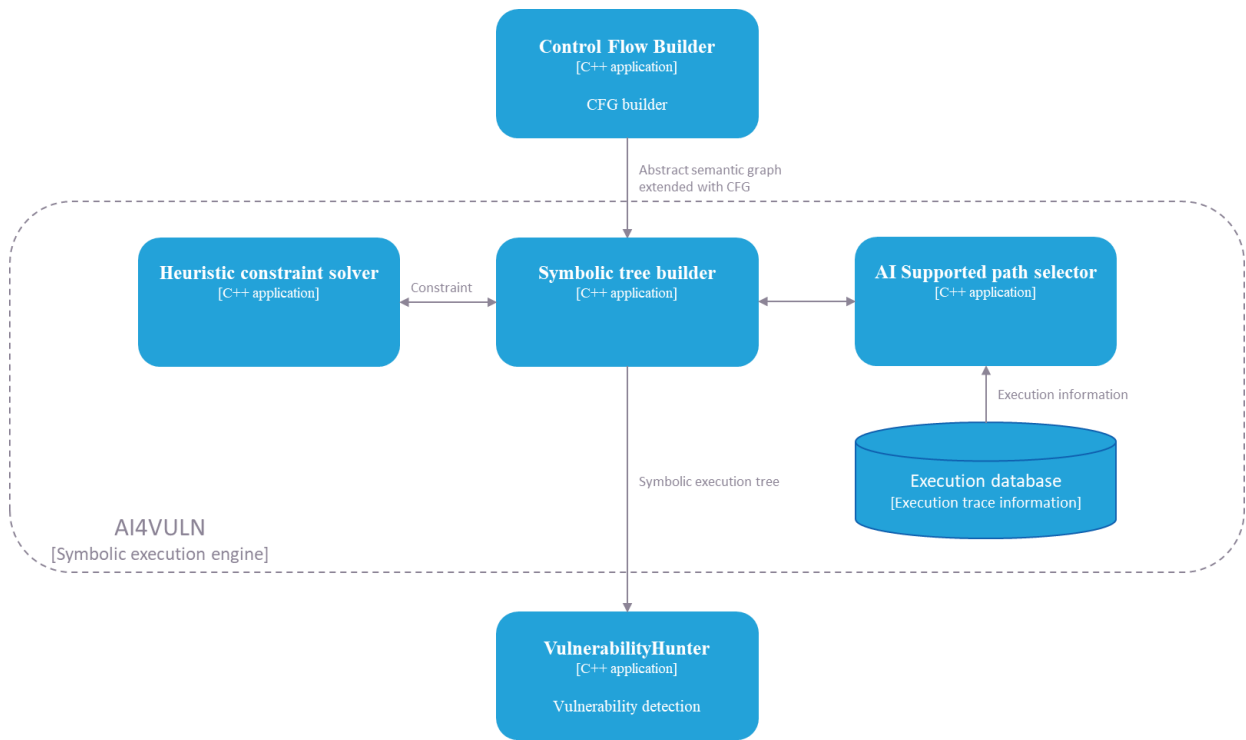 Control Flow Builder
[C++ application]
CFG builder
Abstract semantic graph
extended with CFG
Heuristic constraint solver
[C++ application]
Constraint
Symbolic tree builder
[C++ application]
AI Supported path selector
[C++ application]
Execution information
Execution database
[Execution trace information]
Symbolic execution tree
AI4VULN
[Symbolic execution engine]
VulnerabilityHunter
[C++ application]
Vulnerability detection